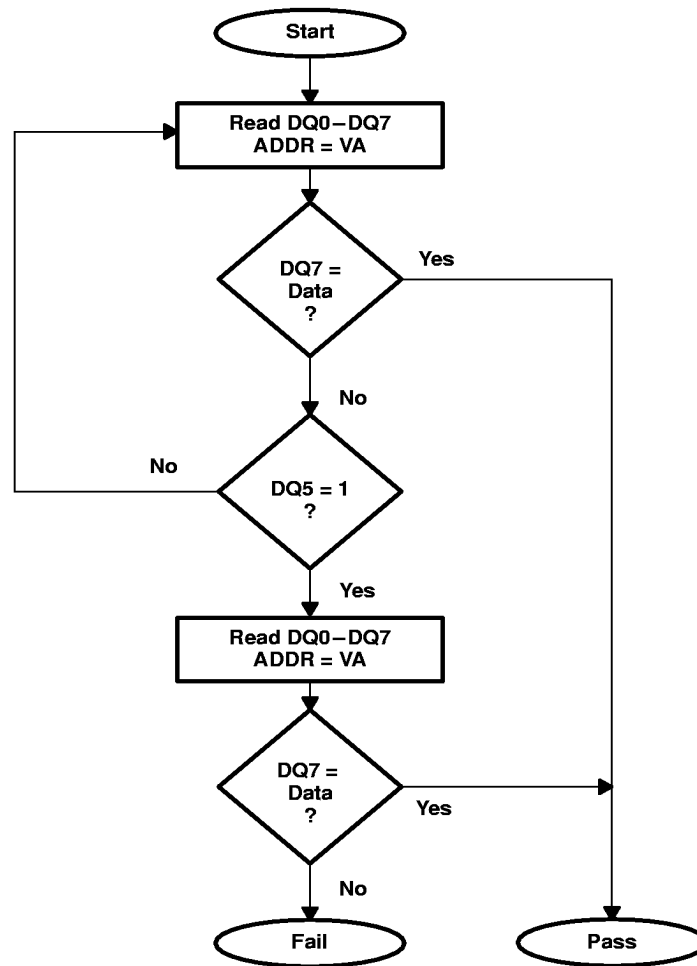 Start
Read DQ0–DQ7
ADDR = VA
DQ7 =
Data
?
Yes
No
DQ5 = 1
?
No
Yes
Read DQ0–DQ7
ADDR = VA
DQ7 =
Data
?
Yes
No
Fail
Pass